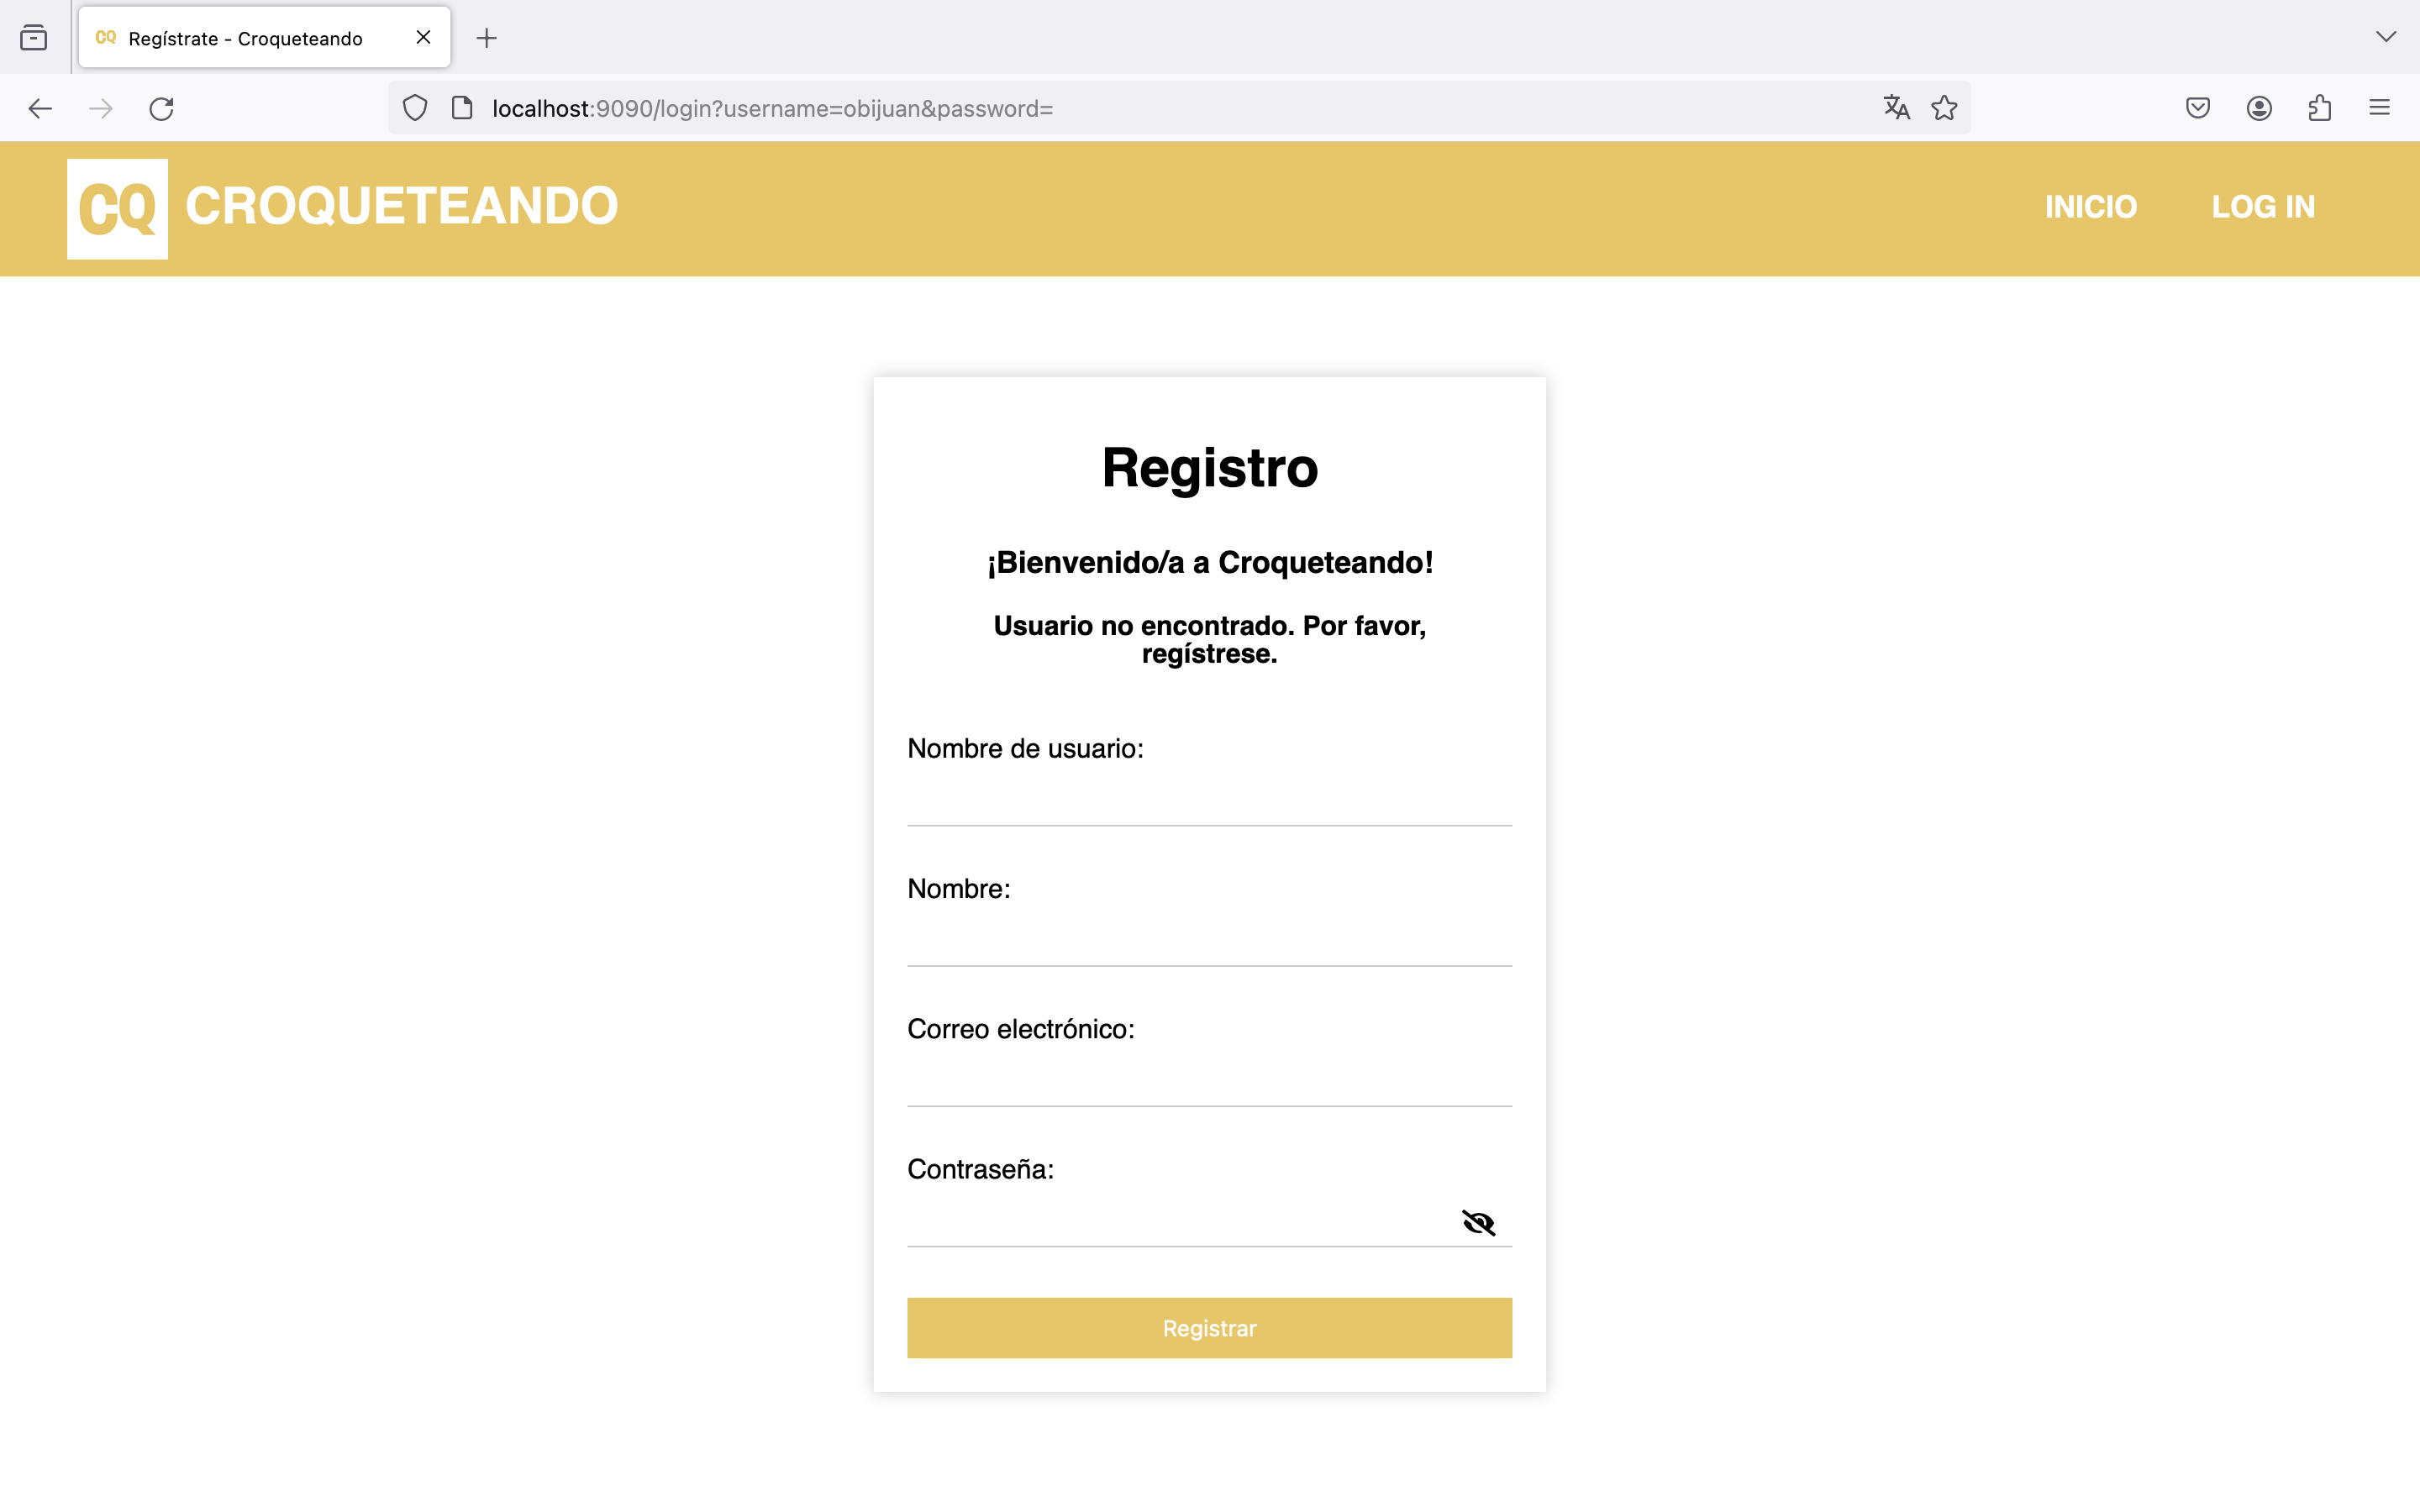 CQ Regístrate - Croqueteando
localhost:9090/login?username=obijuan&password=
CQ CROQUETEANDO
INICIO LOG IN
Registro
¡Bienvenido/a a Croqueteando!
Usuario no encontrado. Por favor,
regístrese.
Nombre de usuario:
Nombre:
Correo electrónico:
Contraseña:
Registrar